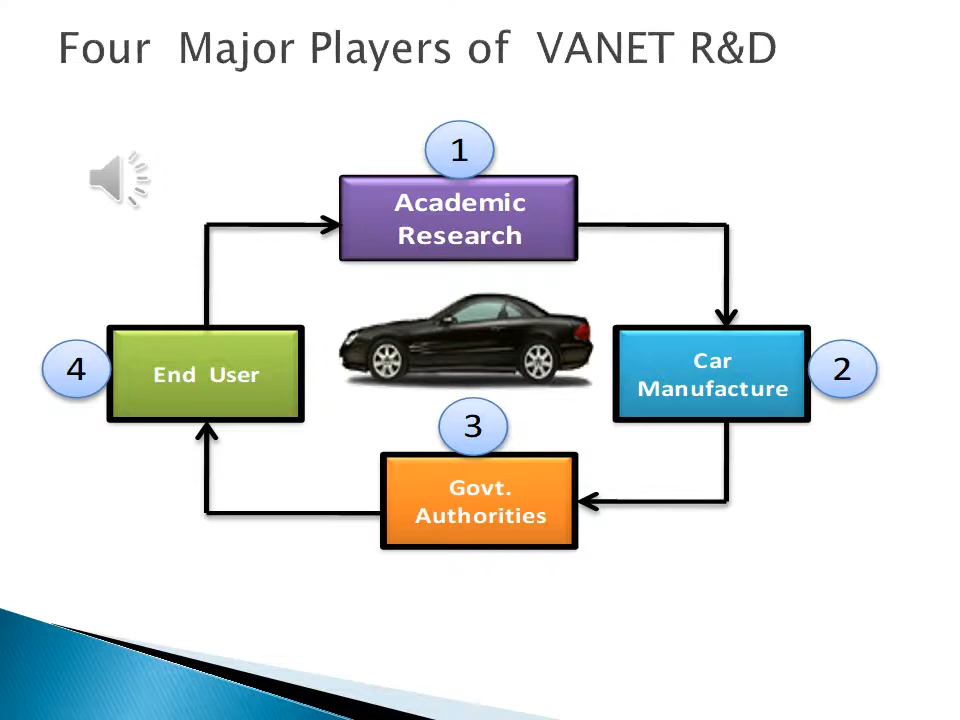 Four Major Players of VANET R&D
1
Academic
Research
4
End User
Car
Manufacture
2
3
Govt.
Authorities